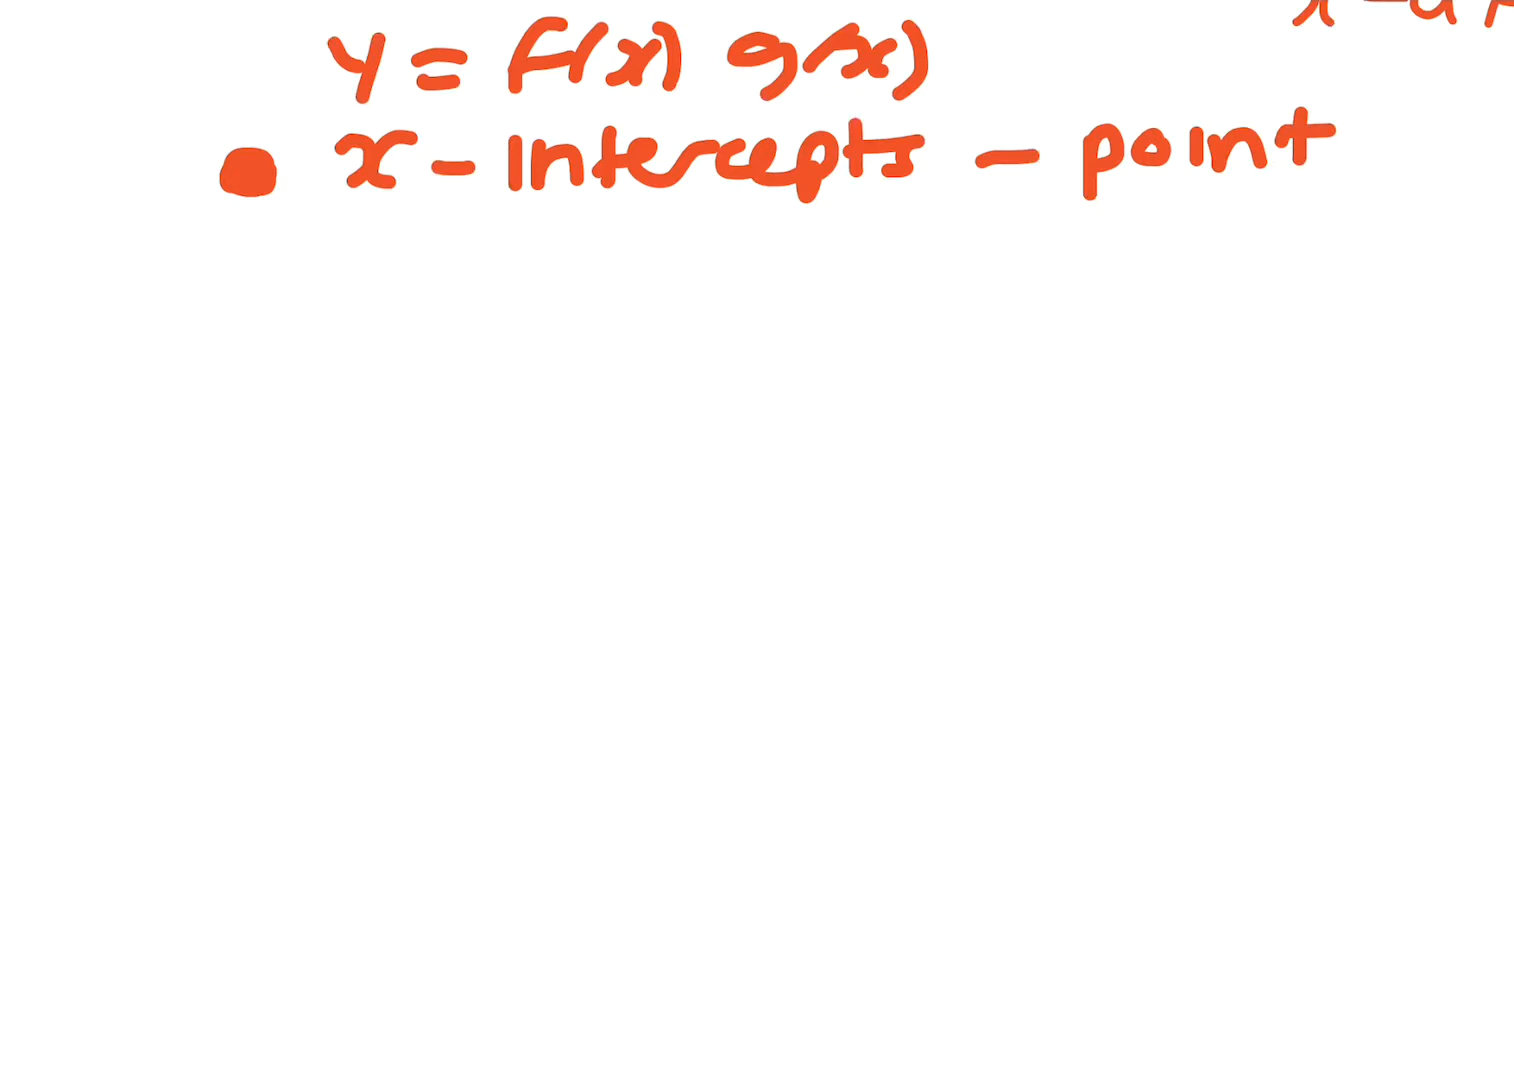 y = f(x) g(x)
• x - intercepts - point